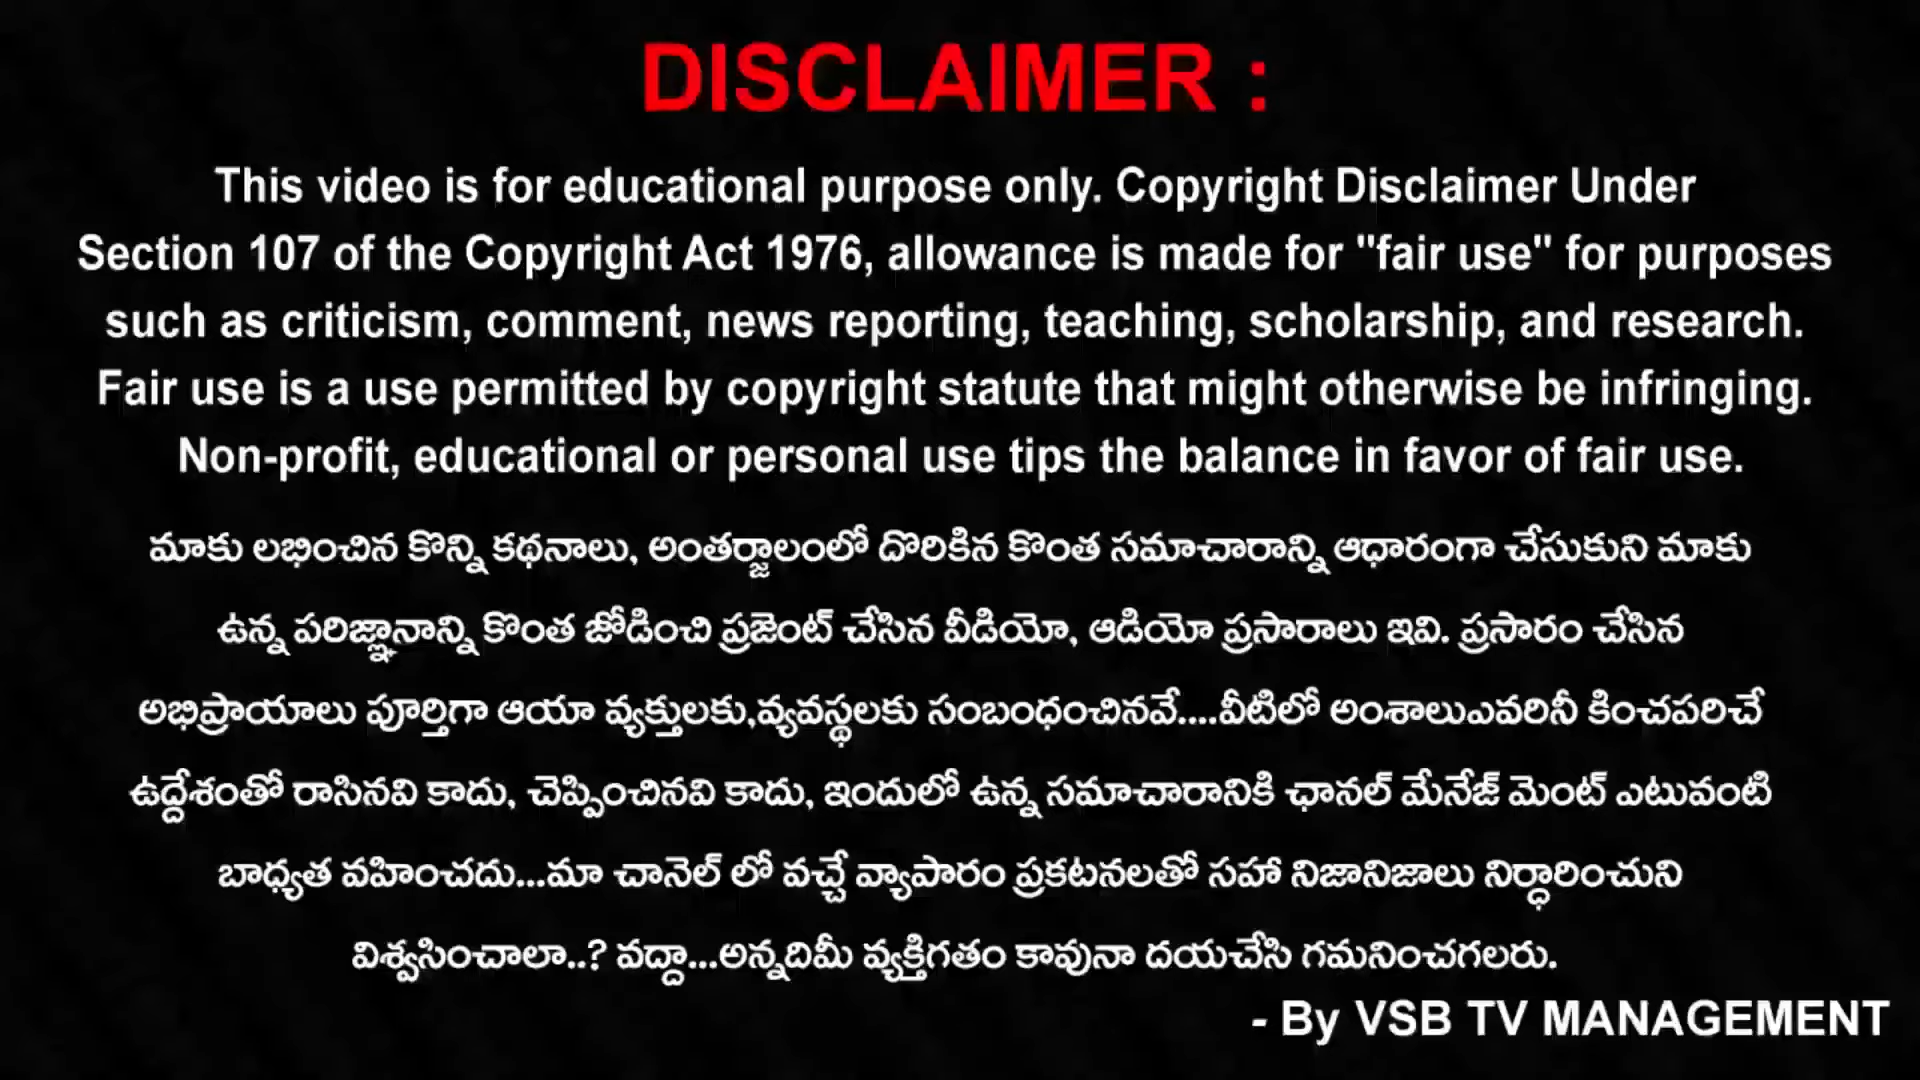 DISCLAIMER :
This video is for educational purpose only. Copyright Disclaimer Under
Section 107 of the Copyright Act 1976, allowance is made for "fair use" for purposes
such as criticism, comment, news reporting, teaching, scholarship, and research.
Fair use is a use permitted by copyright statute that might otherwise be infringing.
Non-profit, educational or personal use tips the balance in favor of fair use.
మాకు లభించిన కొన్ని కథనాలు, అంతర్జాలంలో దొరికిన కొంత సమాచారాన్ని ఆధారంగా చేసుకుని మాకు
ఉన్న పరిజ్ఞానాన్ని కొంత జోడించి ప్రజెంట్ చేసిన వీడియో, ఆడియో ప్రసారాలు ఇవి. ప్రసారం చేసిన
అభిప్రాయాలు పూర్తిగా ఆయా వ్యక్తులకు,వ్యవస్థలకు సంబంధించినవే....వీటిలో అంశాలుఎవరినీ కించపరిచే
ఉద్దేశంతో రాసినవి కాదు, చెప్పించినవి కాదు, ఇందులో ఉన్న సమాచారానికి ఛానల్ మేనేజ్ మెంట్ ఎటువంటి
బాధ్యత వహించదు...మా చానెల్ లో వచ్చే వ్యాపారం ప్రకటనలతో సహా నిజానిజాలు నిర్ధారించుని
విశ్వసించాలా..? వద్దా...అన్నదిమీ వ్యక్తిగతం కావునా దయచేసి గమనించగలరు.
- By VSB TV MANAGEMENT